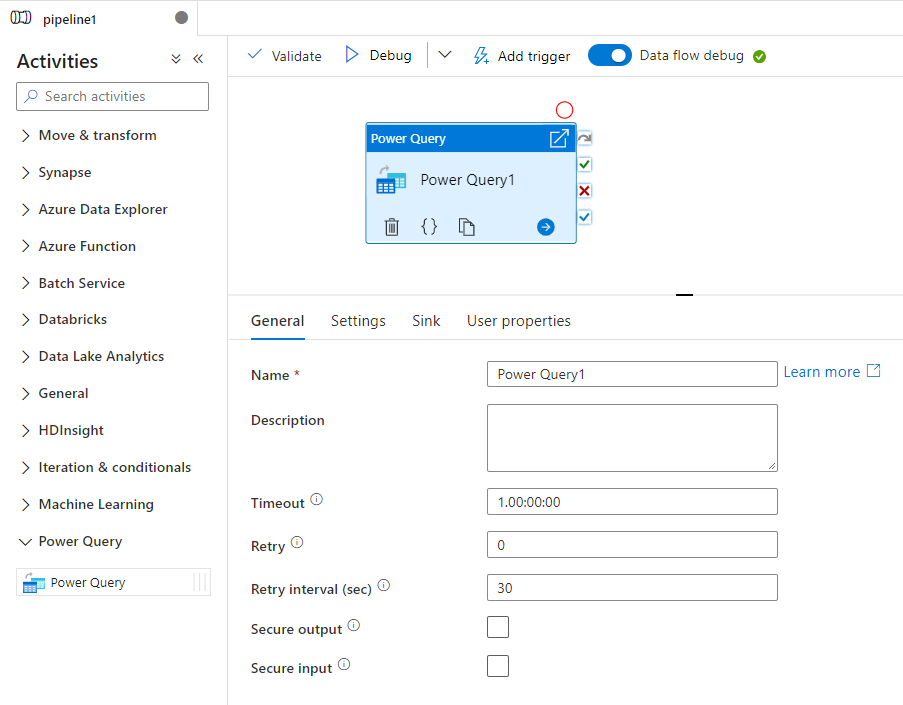 pipeline1
Activities
Search activities
Move & transform
Synapse
Azure Data Explorer
Azure Function
Batch Service
Databricks
Data Lake Analytics
General
HDInsight
Iteration & conditionals
Machine Learning
Power Query
Power Query
Validate Debug Add trigger Data flow debug
Power Query
Power Query1
{}
General Settings Sink User properties
Name * Power Query1 Learn more
Description
Timeout 1.00:00:00
Retry 0
Retry interval (sec) 30
Secure output
Secure input